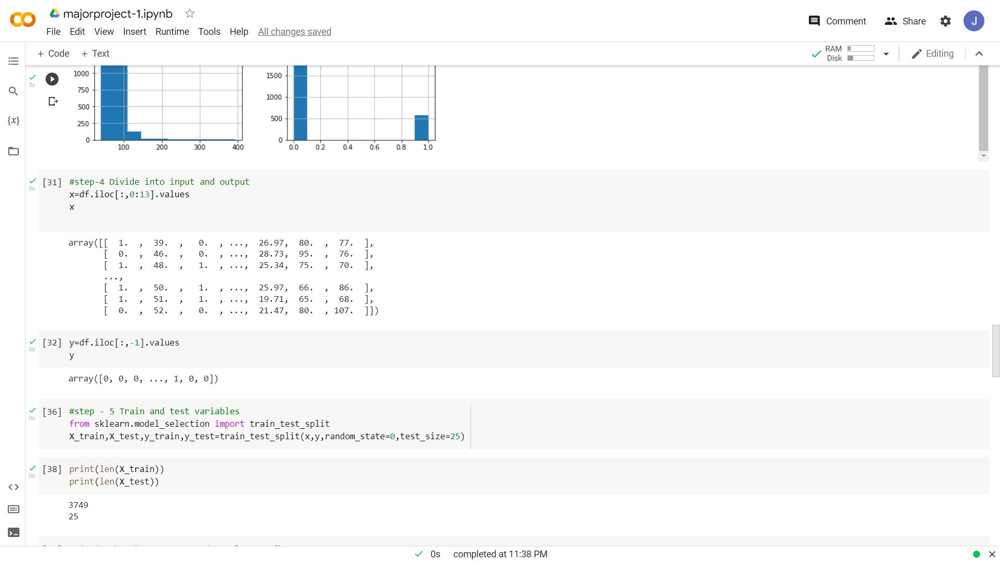 majorproject-1.ipynb
File Edit View Insert Runtime Tools Help All changes saved
Comment Share J
+ Code + Text
RAM
Disk
Editing
3s
1000
750
500
250
0
100 200 300 400
1500
1000
500
0
0.0 0.2 0.4 0.6 0.8 1.0
{x}
0s
[31] #step-4 Divide into input and output
x=df.iloc[:,0:13].values
x
array([[  1.  ,  39.  ,   0.  , ...,  26.97,  80.  ,  77.  ],
[  0.  ,  46.  ,   0.  , ...,  28.73,  95.  ,  76.  ],
[  1.  ,  48.  ,   1.  , ...,  25.34,  75.  ,  70.  ],
...,
[  1.  ,  50.  ,   1.  , ...,  25.97,  66.  ,  86.  ],
[  1.  ,  51.  ,   1.  , ...,  19.71,  65.  ,  68.  ],
[  0.  ,  52.  ,   0.  , ...,  21.47,  80.  , 107.  ]])
0s
[32] y=df.iloc[:,-1].values
y
array([0, 0, 0, ..., 1, 0, 0])
0s
[36] #step - 5 Train and test variables
from sklearn.model_selection import train_test_split
X_train,X_test,y_train,y_test=train_test_split(x,y,random_state=0,test_size=25)
0s
[38] print(len(X_train))
print(len(X_test))
3749
25
0s completed at 11:38 PM